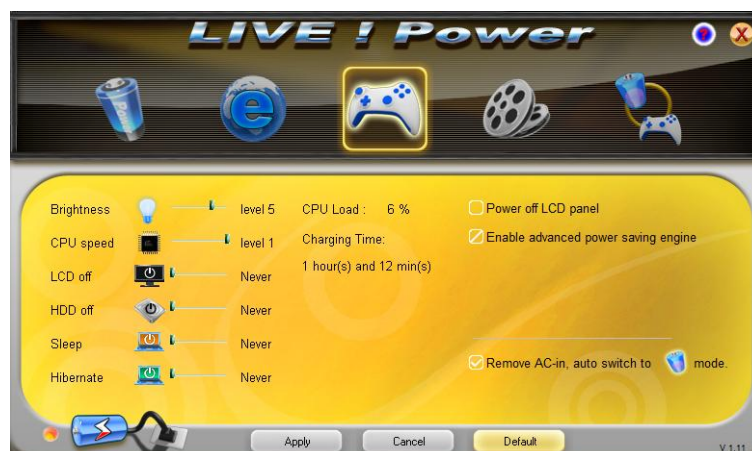 LIVE ! Power
Brightness level 5
CPU speed level 1
LCD off Never
HDD off Never
Sleep Never
Hibernate Never
CPU Load : 6 %
Charging Time:
1 hour(s) and 12 min(s)
Power off LCD panel
Enable advanced power saving engine
Remove AC-in, auto switch to mode.
Apply Cancel Default
V 1.11